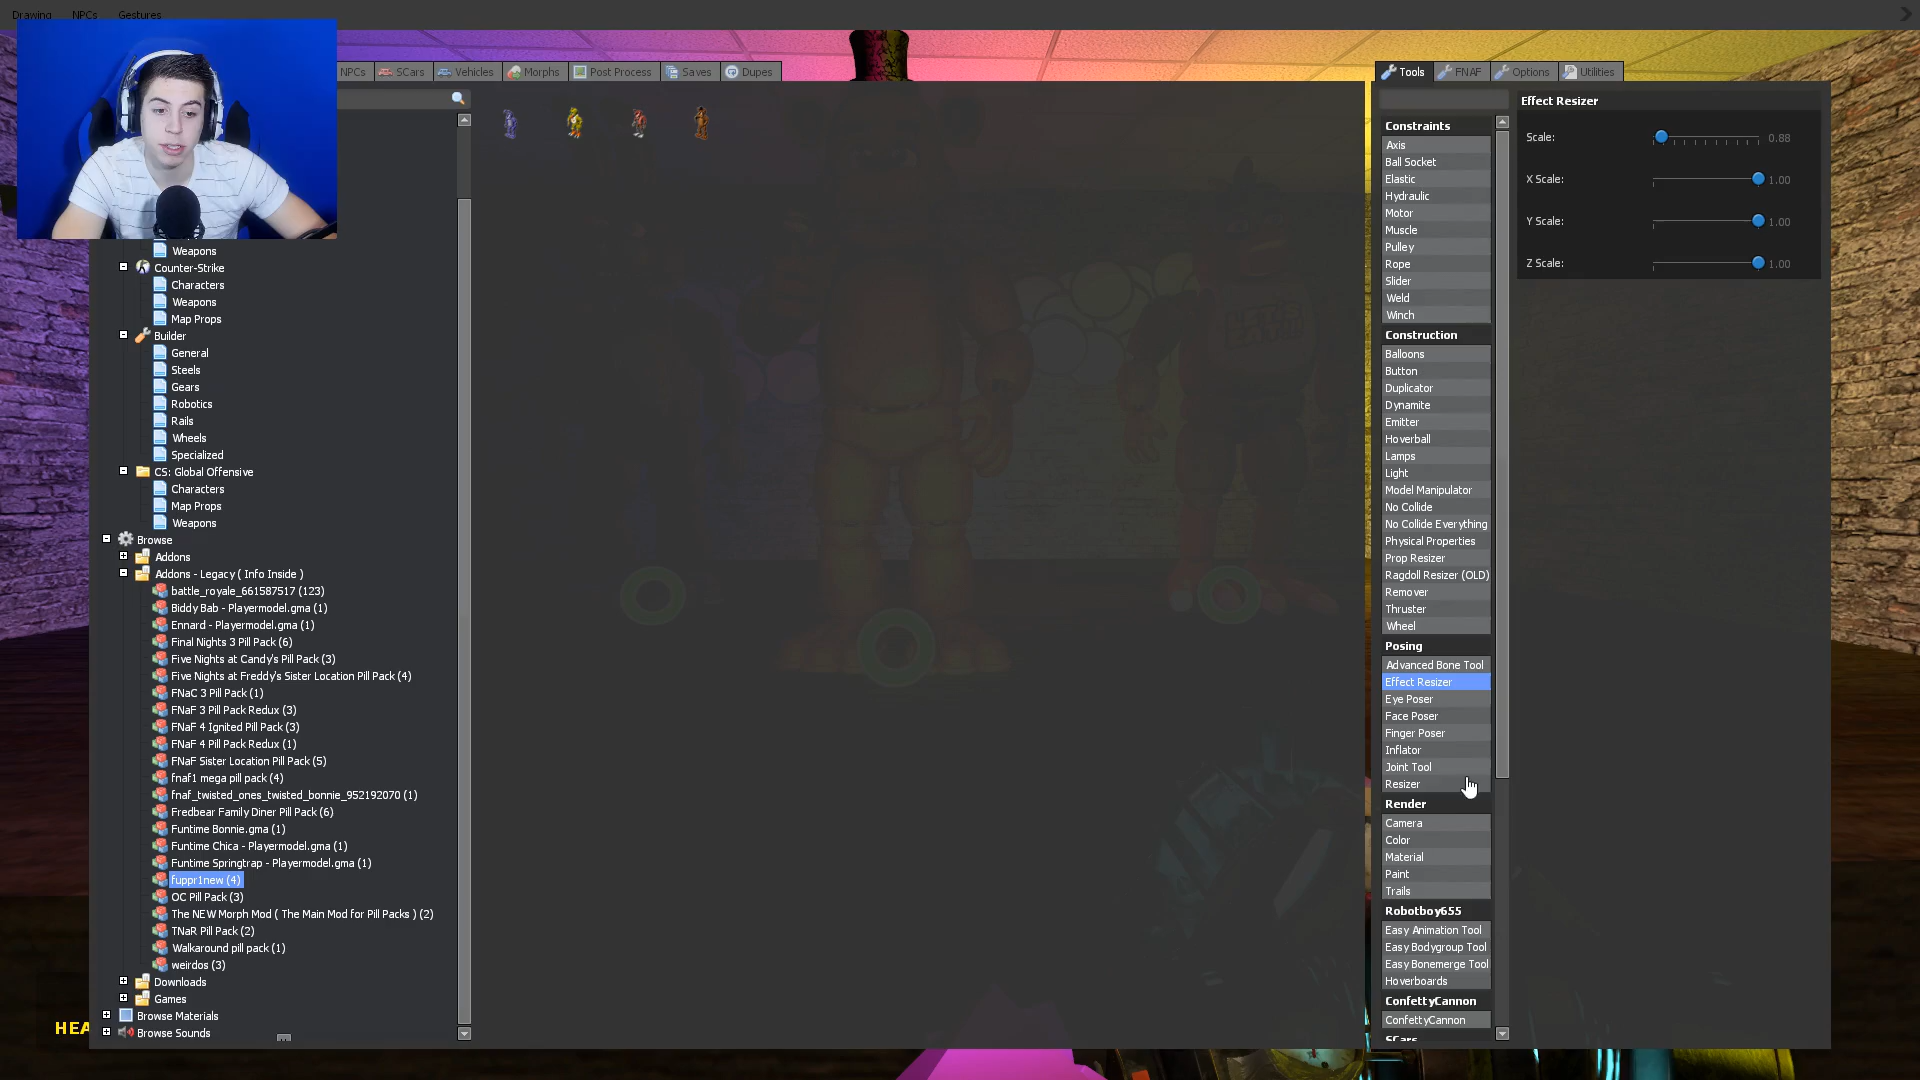 Drawing NPCs Gestures
NPCs SCars Vehicles Morphs Post Process Saves Dupes
Tools FNAF Options Utilities
Weapons
Counter-Strike
Characters
Weapons
Map Props
Builder
General
Steels
Gears
Robotics
Rails
Wheels
Specialized
CS: Global Offensive
Characters
Map Props
Weapons
Browse
Addons
Addons - Legacy ( Info Inside )
battle_royale_661587517 (123)
Biddy Bab - Playermodel.gma (1)
Ennard - Playermodel.gma (1)
Final Nights 3 Pill Pack (6)
Five Nights at Candy's Pill Pack (3)
Five Nights at Freddy's Sister Location Pill Pack (4)
FNaC 3 Pill Pack (1)
FNaF 3 Pill Pack Redux (3)
FNaF 4 Ignited Pill Pack (3)
FNaF 4 Pill Pack Redux (1)
FNaF Sister Location Pill Pack (5)
fnaf1 mega pill pack (4)
fnaf_twisted_ones_twisted_bonnie_952192070 (1)
Fredbear Family Diner Pill Pack (6)
Funtime Bonnie.gma (1)
Funtime Chica - Playermodel.gma (1)
Funtime Springtrap - Playermodel.gma (1)
fuppr1new (4)
OC Pill Pack (3)
The NEW Morph Mod ( The Main Mod for Pill Packs ) (2)
TNaR Pill Pack (2)
Walkaround pill pack (1)
weirdos (3)
Downloads
Games
Browse Materials
Browse Sounds
HEA
LET'S
EAT!!!
Constraints
Axis
Ball Socket
Elastic
Hydraulic
Motor
Muscle
Pulley
Rope
Slider
Weld
Winch
Construction
Balloons
Button
Duplicator
Dynamite
Emitter
Hoverball
Lamps
Light
Model Manipulator
No Collide
No Collide Everything
Physical Properties
Prop Resizer
Ragdoll Resizer (OLD)
Remover
Thruster
Wheel
Posing
Advanced Bone Tool
Effect Resizer
Eye Poser
Face Poser
Finger Poser
Inflator
Joint Tool
Resizer
Render
Camera
Color
Material
Paint
Trails
Robotboy655
Easy Animation Tool
Easy Bodygroup Tool
Easy Bonemerge Tool
Hoverboards
ConfettyCannon
ConfettyCannon
SCars
Effect Resizer
Scale: 0.88
X Scale: 1.00
Y Scale: 1.00
Z Scale: 1.00